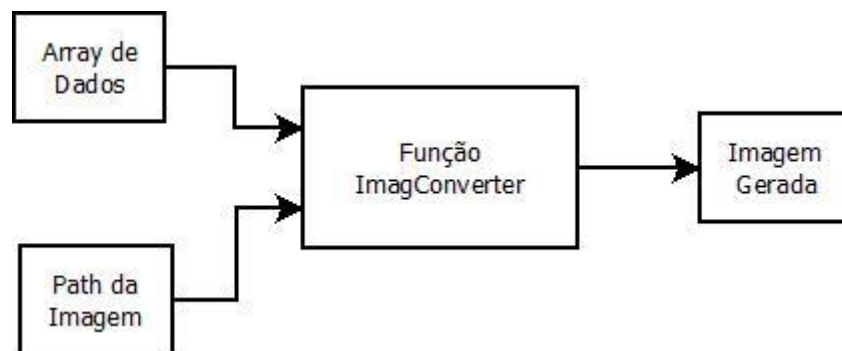 Array de
Dados
Função
ImagConverter
Imagem
Gerada
Path da
Imagem